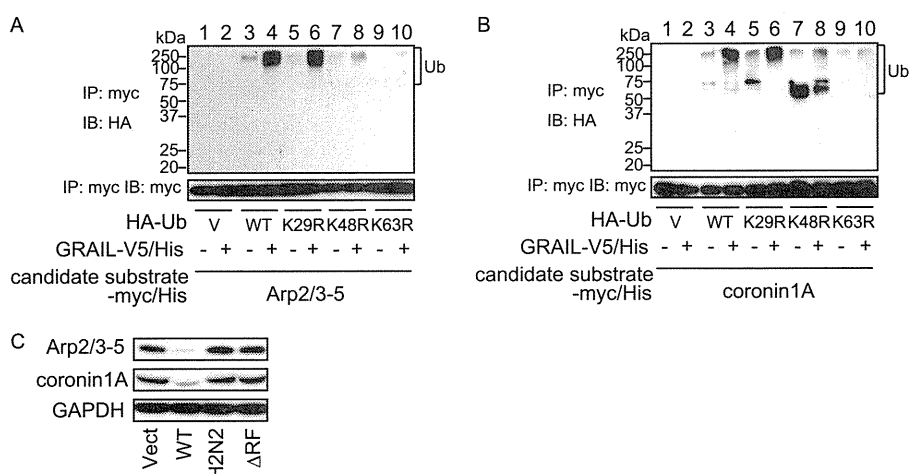 A
1 2 3 4 5 6 7 8 9 10
kDa
250
100
75
50
37
25
20
IP: myc
IB: HA
Ub
IP: myc IB: myc
HA-Ub
V WT K29R K48R K63R
GRAIL-V5/His
- + - + - + - + - +
candidate substrate
-myc/His
Arp2/3-5
B
1 2 3 4 5 6 7 8 9 10
kDa
250
100
75
50
37
25
20
IP: myc
IB: HA
Ub
IP: myc IB: myc
HA-Ub
V WT K29R K48R K63R
GRAIL-V5/His
- + - + - + - + - +
candidate substrate
-myc/His
coronin1A
C
Arp2/3-5
coronin1A
GAPDH
Vect
WT
H2N2
ΔRF